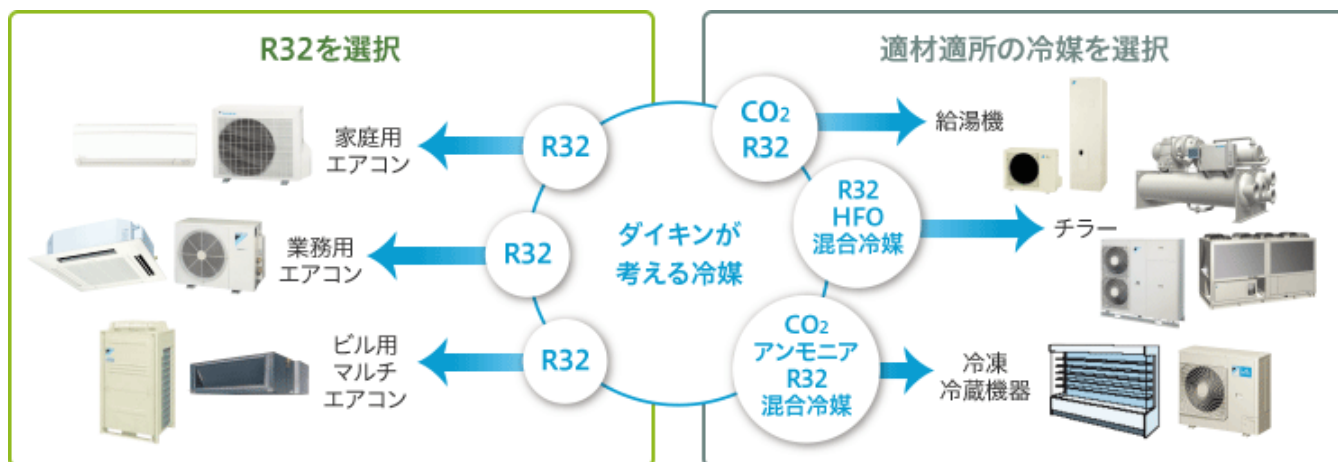 R32を選択
R32
家庭用
エアコン
R32
業務用
エアコン
R32
ビル用
マルチ
エアコン
ダイキンが
考える冷媒
適材適所の冷媒を選択
CO₂
R32
給湯機
R32
HFO
混合冷媒
チラー
CO₂
アンモニア
R32
混合冷媒
冷凍
冷蔵機器